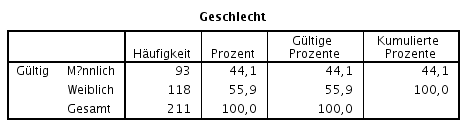 Geschlecht
Häufigkeit Prozent Gültige Prozente Kumulierte Prozente
Gültig M?nnlich 93 44,1 44,1 44,1
Weiblich 118 55,9 55,9 100,0
Gesamt 211 100,0 100,0